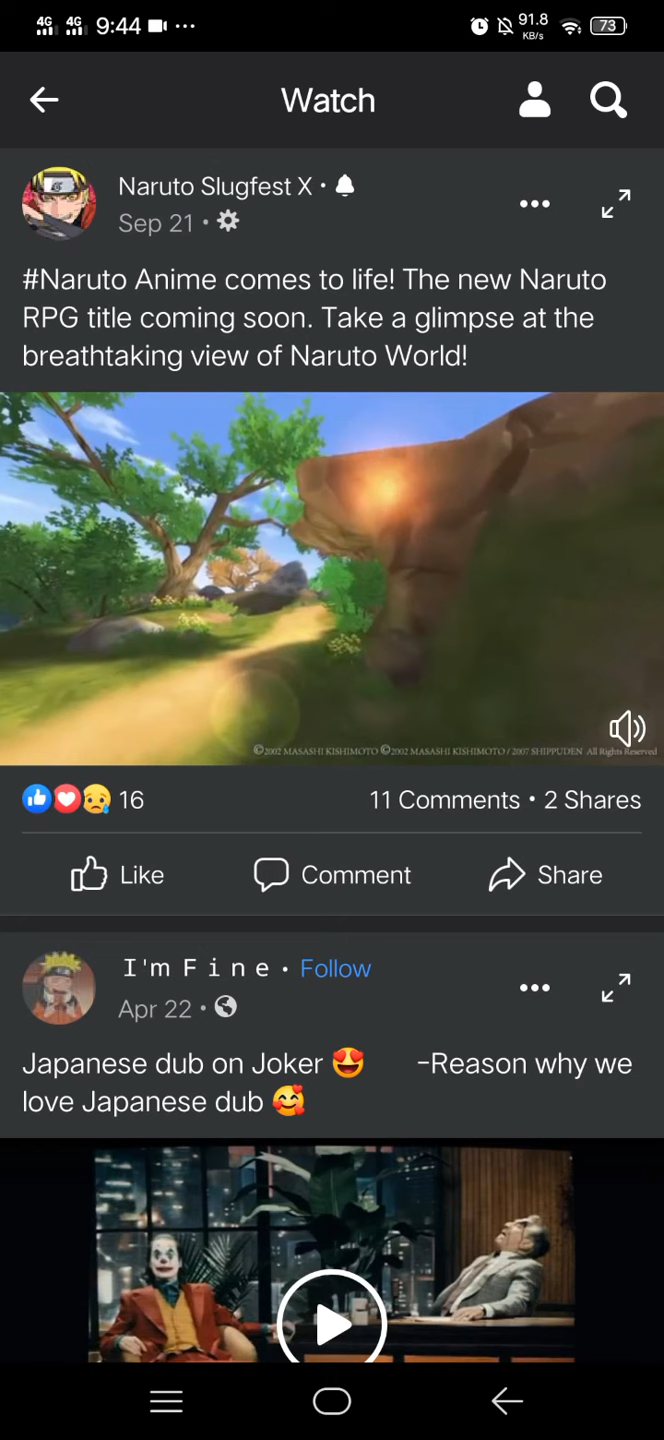 4G 4G 9:44 ... 91.8 KB/s 73
Watch
Naruto Slugfest X •
Sep 21 •
#Naruto Anime comes to life! The new Naruto
RPG title coming soon. Take a glimpse at the
breathtaking view of Naruto World!
©2002 MASASHI KISHIMOTO ©2002 MASASHI KISHIMOTO / 2007 SHIPPUDEN All Rights Reserved
16 11 Comments • 2 Shares
Like Comment Share
I'm Fine • Follow
Apr 22 •
Japanese dub on Joker 😍 -Reason why we
love Japanese dub 🥰